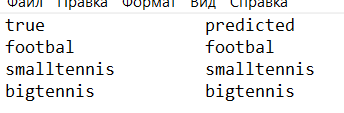 Файл Правка Формат Вид Справка
true predicted
footbal footbal
smalltennis smalltennis
bigtennis bigtennis